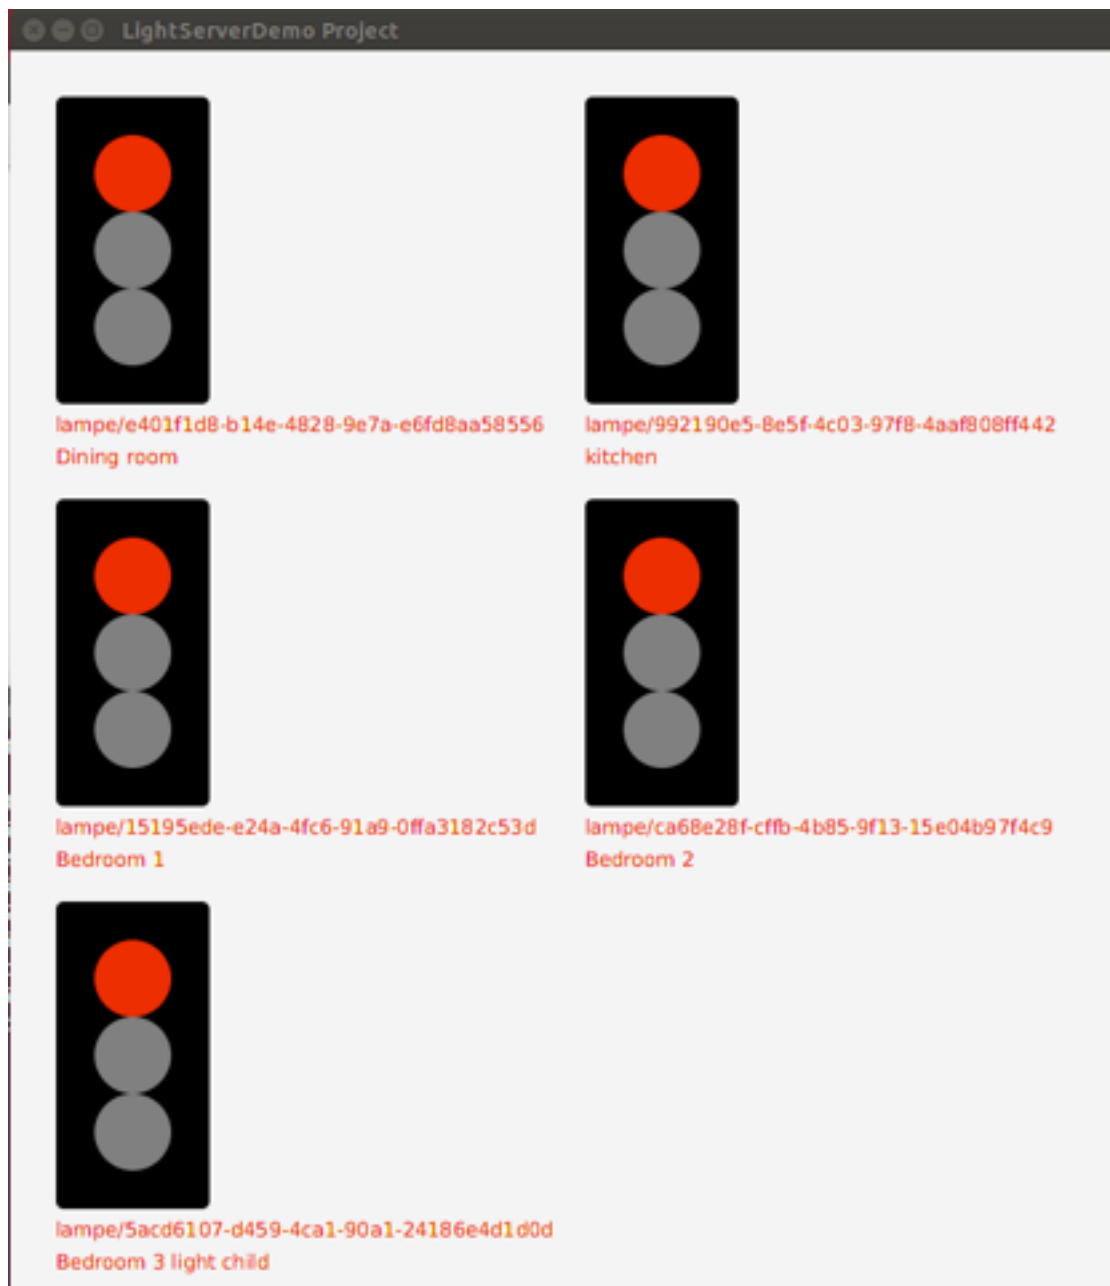 LightServerDemo Project
lampe/e401f1d8-b14e-4828-9e7a-e6fd8aa58556
Dining room
lampe/992190e5-8e5f-4c03-97f8-4aaf808ff442
kitchen
lampe/15195ede-e24a-4fc6-91a9-0ffa3182c53d
Bedroom 1
lampe/ca68e28f-cffb-4b85-9f13-15e04b97f4c9
Bedroom 2
lampe/5acd6107-d459-4ca1-90a1-24186e4d1d0d
Bedroom 3 light child